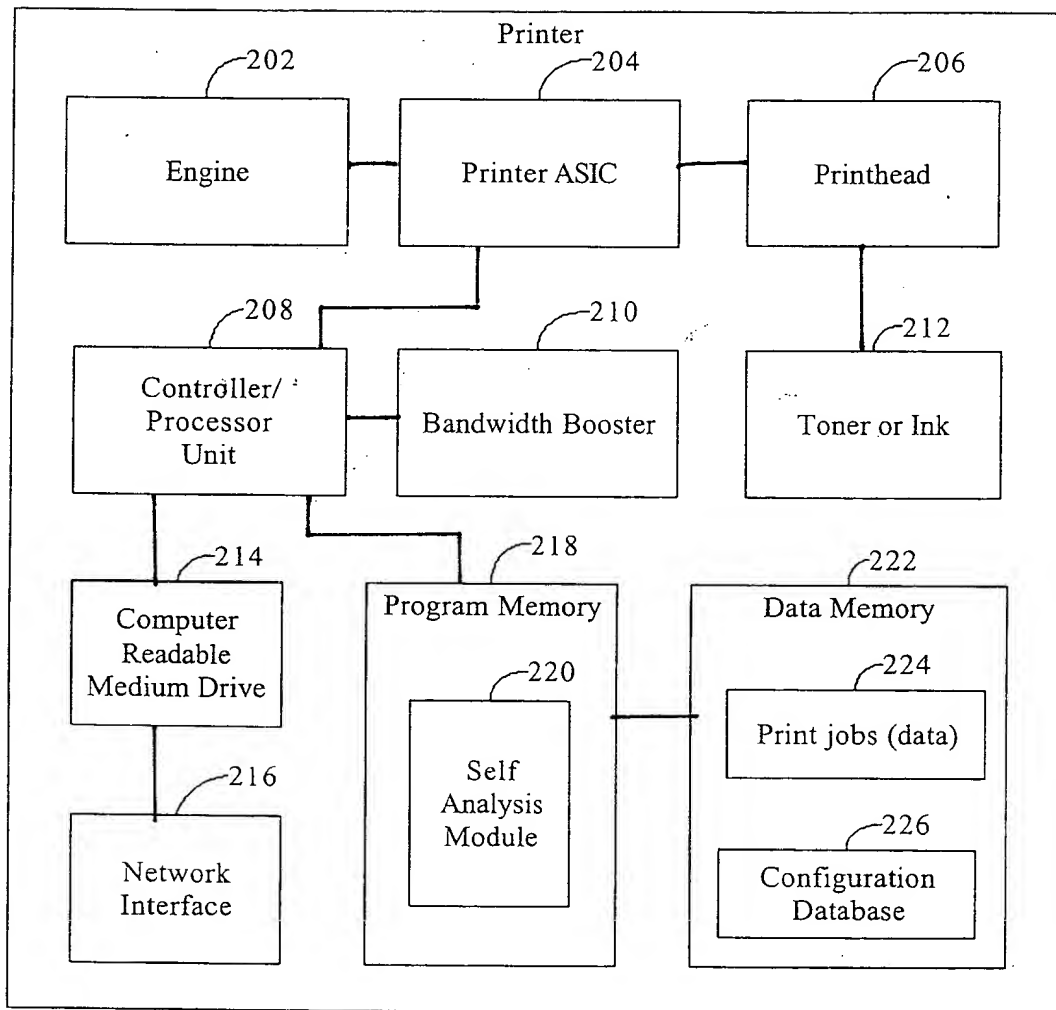 Printer
202
204
206
Engine
Printer ASIC
Printhead
208
210
212
Controller/
Processor
Unit
Bandwidth Booster
Toner or Ink
214
218
222
Computer
Readable
Medium Drive
Program Memory
Data Memory
220
224
Self
Analysis
Module
Print jobs (data)
216
226
Network
Interface
Configuration
Database